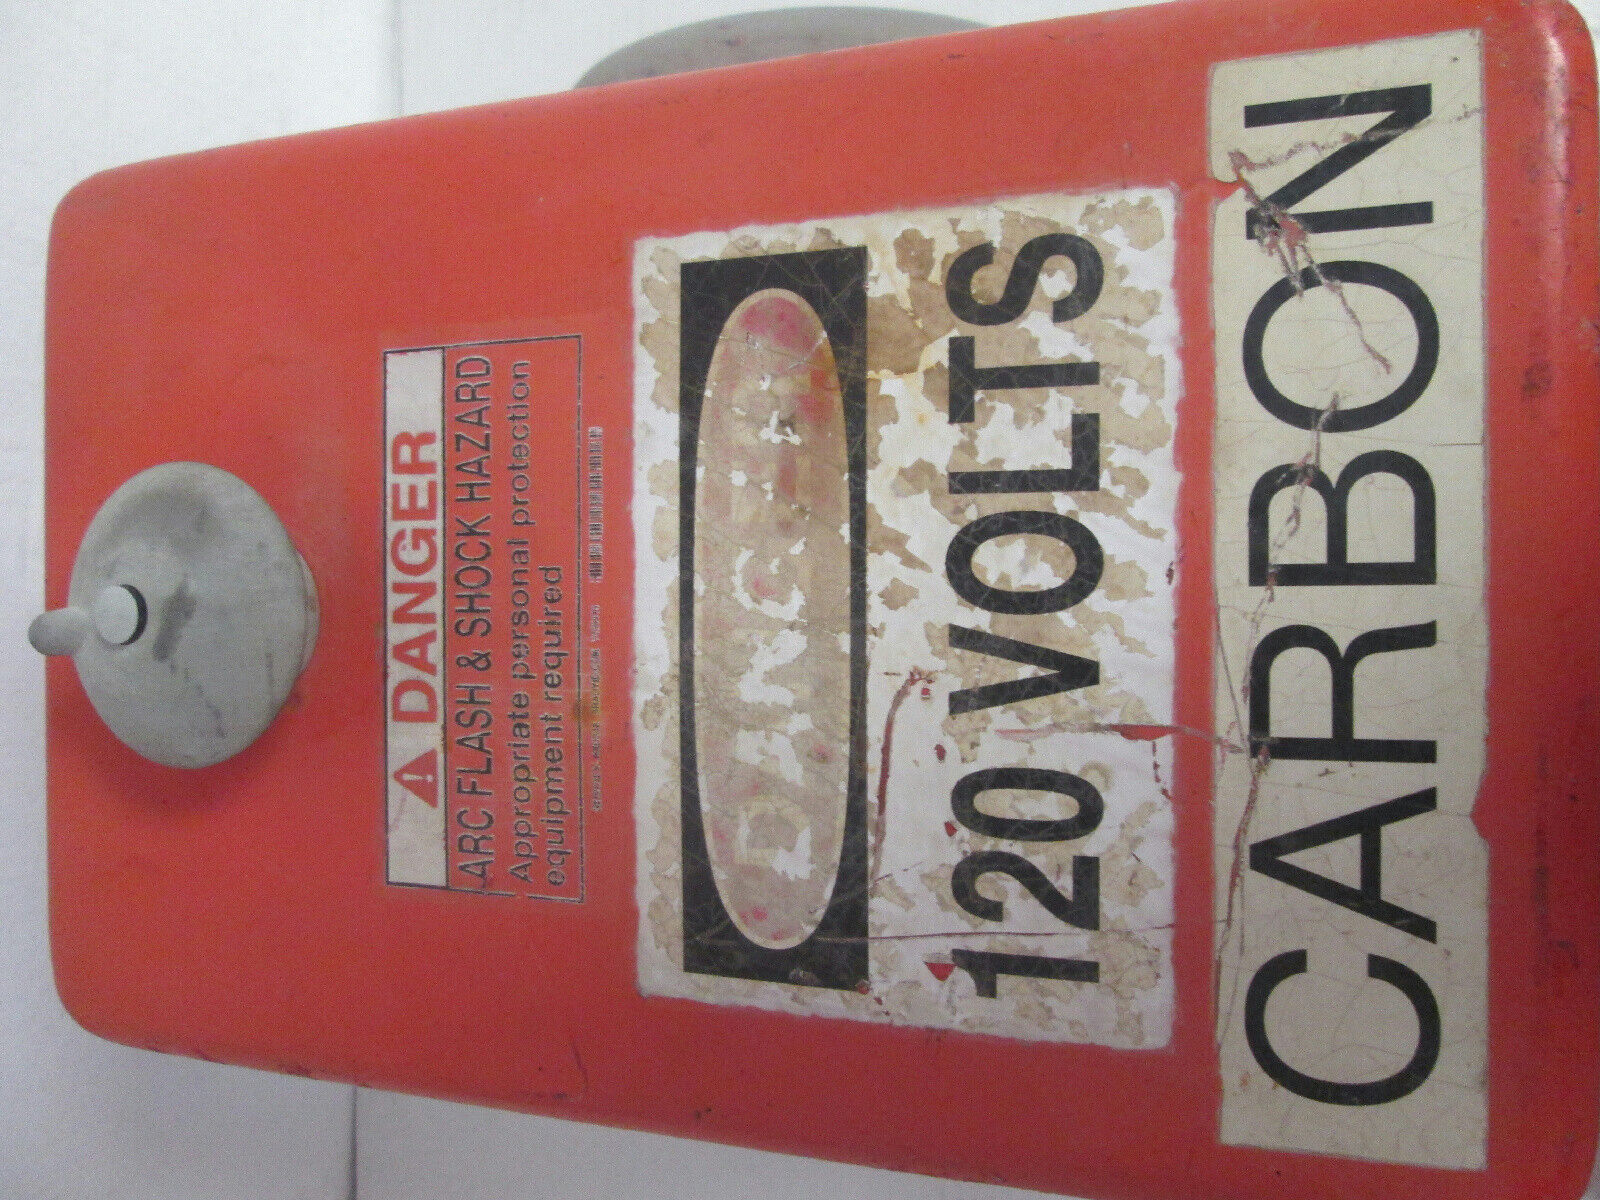 DANGER
ARC FLASH & SHOCK HAZARD
Appropriate personal protection
equipment required
120 VOLTS
CARBON